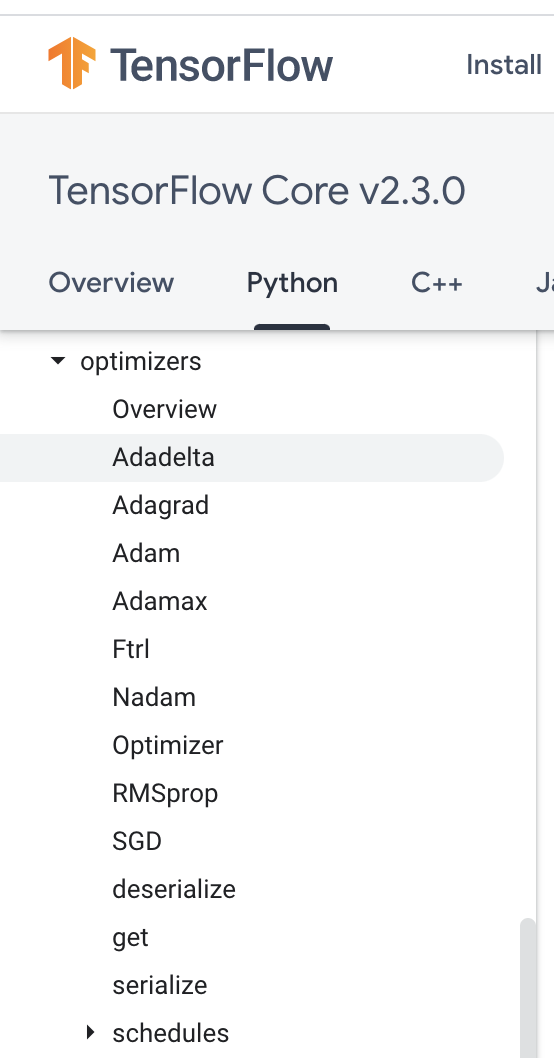 TensorFlow Install
TensorFlow Core v2.3.0
Overview Python C++
optimizers
Overview
Adadelta
Adagrad
Adam
Adamax
Ftrl
Nadam
Optimizer
RMSprop
SGD
deserialize
get
serialize
schedules